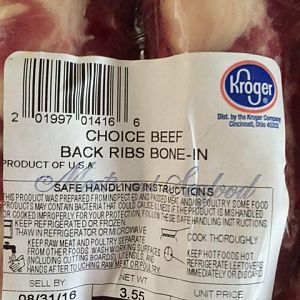 Kroger
Dist. by the Kroger Company
Cincinnati, Ohio 45202
2 01997 01416 6
CHOICE BEEF
BACK RIBS BONE-IN
PRODUCT OF U.S.A.
Meat and Seafood
SAFE HANDLING INSTRUCTIONS
THIS PRODUCT WAS PREPARED FROM INSPECTED AND PASSED MEAT AND/OR POULTRY. SOME FOOD
PRODUCTS MAY CONTAIN BACTERIA THAT COULD CAUSE ILLNESS IF THE PRODUCT IS MISHANDLED
OR COOKED IMPROPERLY. FOR YOUR PROTECTION, FOLLOW THESE SAFE HANDLING INSTRUCTIONS.
KEEP REFRIGERATED OR FROZEN.
THAW IN REFRIGERATOR OR MICROWAVE
COOK THOROUGHLY
KEEP RAW MEAT AND POULTRY SEPARATE
FROM OTHER FOODS. WASH WORKING SURFACES
(INCLUDING CUTTING BOARDS), UTENSILS, AND
HANDS AFTER TOUCHING RAW MEAT OR POULTRY.
KEEP HOT FOODS HOT
REFRIGERATE LEFTOVERS
IMMEDIATELY OR DISCARD
SELL BY
NET WT
UNIT PRICE
08/31/16
3.55